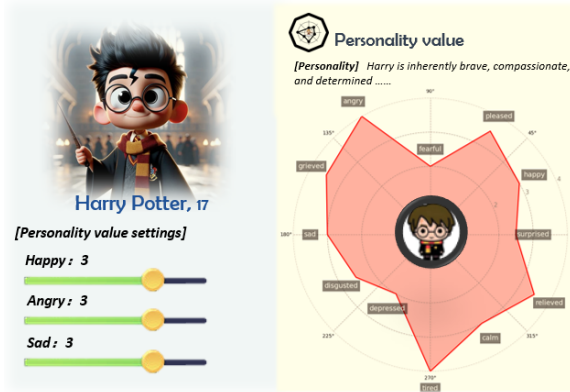 Harry Potter, 17
[Personality value settings]
Happy: 3
Angry: 3
Sad: 3
Personality value
[Personality] Harry is inherently brave, compassionate,
and determined ……
90°
angry
pleased
135°
45°
fearful
grieved
happy
4
3
2
180°
sad
surprised
disgusted
relieved
depressed
225°
calm
315°
270°
tired